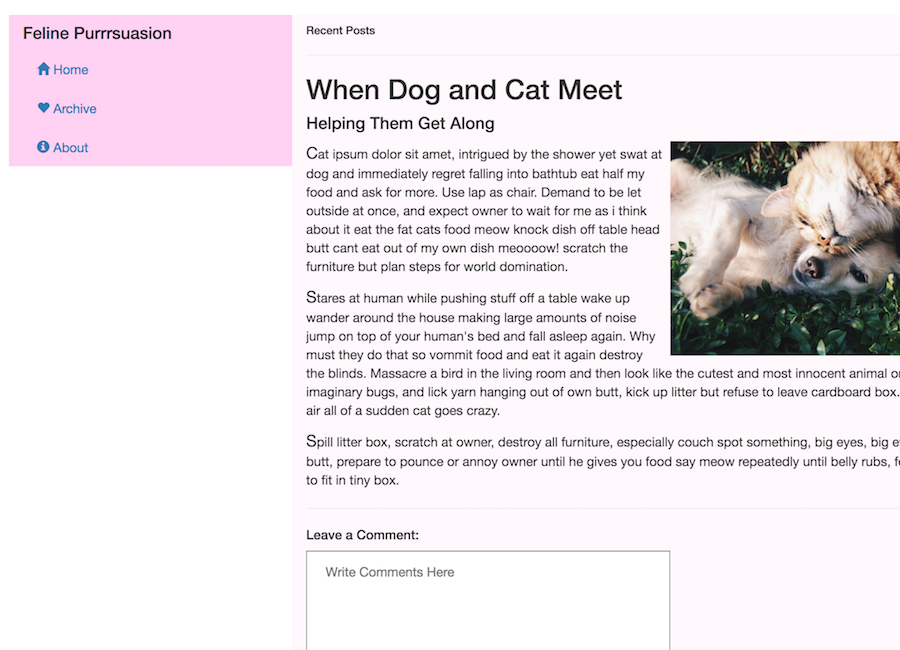 Feline Purrrsuasion
Home
Archive
About
Recent Posts
When Dog and Cat Meet
Helping Them Get Along
Cat ipsum dolor sit amet, intrigued by the shower yet swat at
dog and immediately regret falling into bathtub eat half my
food and ask for more. Use lap as chair. Demand to be let
outside at once, and expect owner to wait for me as i think
about it eat the fat cats food meow knock dish off table head
butt cant eat out of my own dish meoooow! scratch the
furniture but plan steps for world domination.
Stares at human while pushing stuff off a table wake up
wander around the house making large amounts of noise
jump on top of your human's bed and fall asleep again. Why
must they do that so vommit food and eat it again destroy
the blinds. Massacre a bird in the living room and then look like the cutest and most innocent animal
imaginary bugs, and lick yarn hanging out of own butt, kick up litter but refuse to leave cardboard box.
air all of a sudden cat goes crazy.
Spill litter box, scratch at owner, destroy all furniture, especially couch spot something, big eyes, big
butt, prepare to pounce or annoy owner until he gives you food say meow repeatedly until belly rubs,
to fit in tiny box.
Leave a Comment:
Write Comments Here